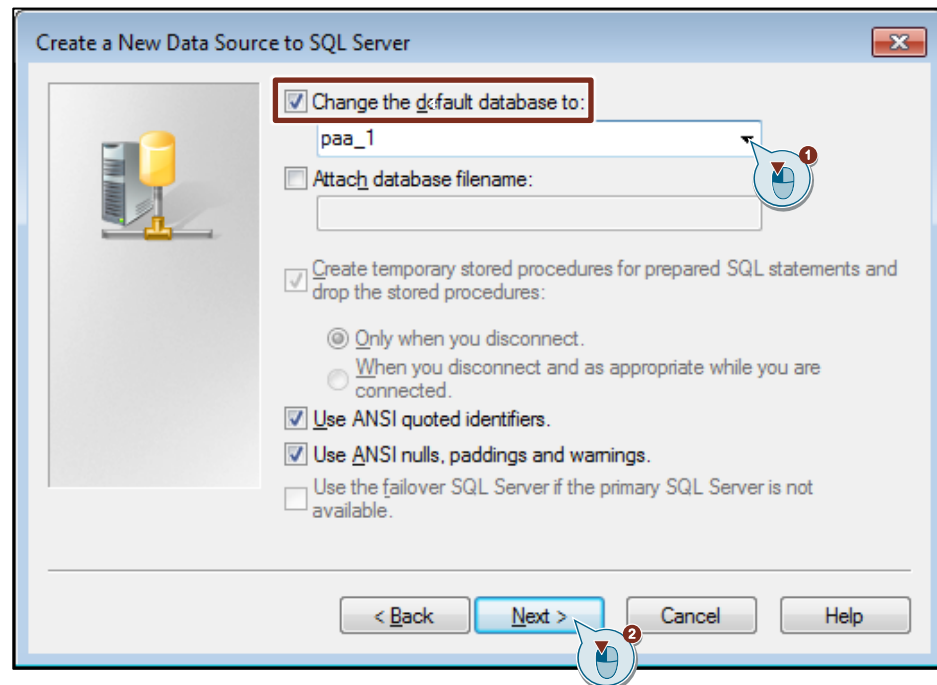 Create a New Data Source to SQL Server
Change the default database to:
paa_1
1
Attach database filename:
Create temporary stored procedures for prepared SQL statements and
drop the stored procedures:
Only when you disconnect.
When you disconnect and as appropriate while you are
connected.
Use ANSI quoted identifiers.
Use ANSI nulls, paddings and warnings.
Use the failover SQL Server if the primary SQL Server is not
available.
< Back Next > Cancel Help
2